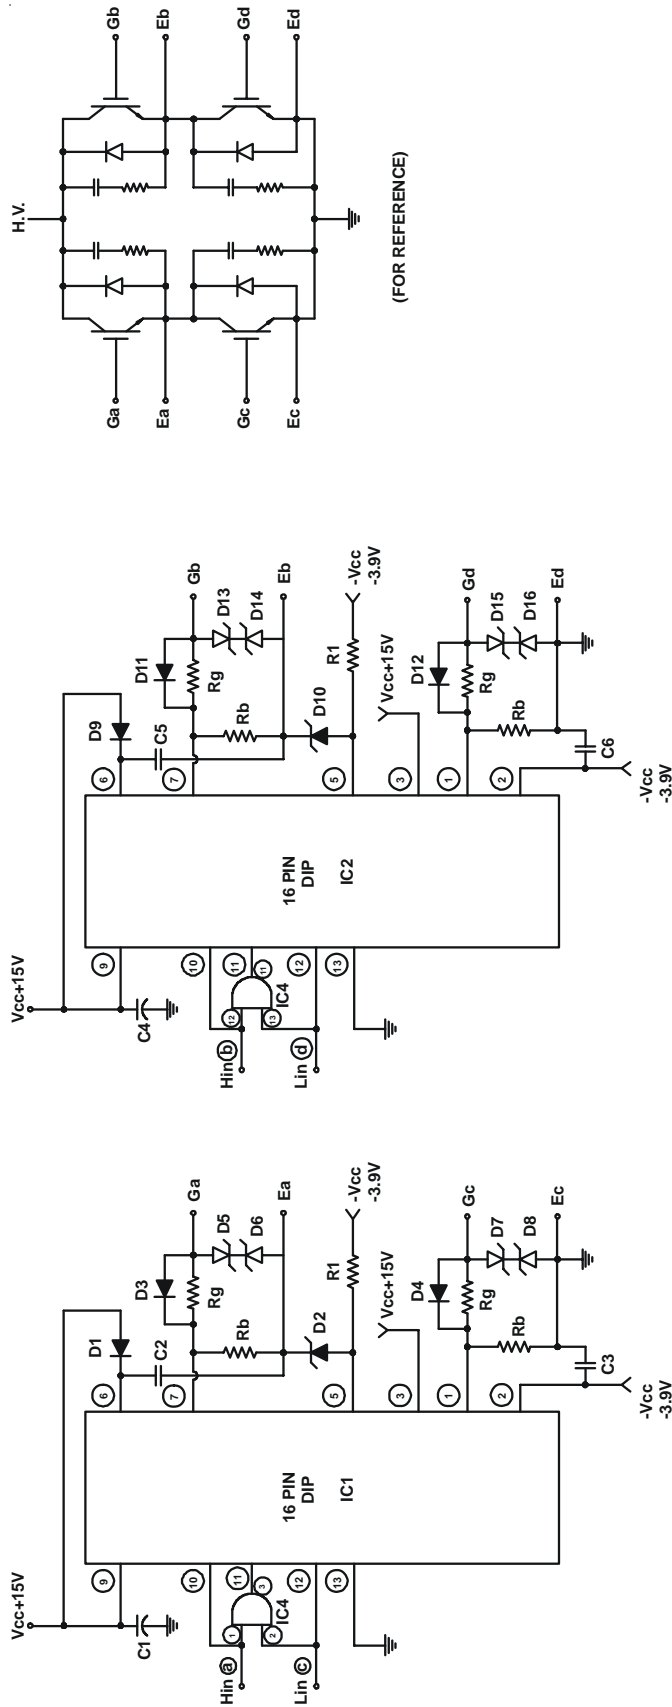 H.V.
Ga
Ea
Gc
Ec
Gb
Eb
Gd
Ed
(FOR REFERENCE)
Vcc+15V
C4
D9
C5
6
9
7
10
11
12
13
5
3
1
2
16 PIN
DIP
IC2
IC4
12
13
11
Hin b
Lin d
D11
Rg
Rb
D13
D14
Gb
Eb
D10
R1
-Vcc
-3.9V
Vcc+15V
D12
Rg
Rb
D15
D16
Gd
Ed
C6
-Vcc
-3.9V
Vcc+15V
C1
D1
C2
6
9
7
10
11
12
13
5
3
1
2
16 PIN
DIP
IC1
IC4
1
2
3
Hin a
Lin c
D3
Rg
Rb
D5
D6
Ga
Ea
D2
R1
-Vcc
-3.9V
Vcc+15V
D4
Rg
Rb
D7
D8
Gc
Ec
C3
-Vcc
-3.9V